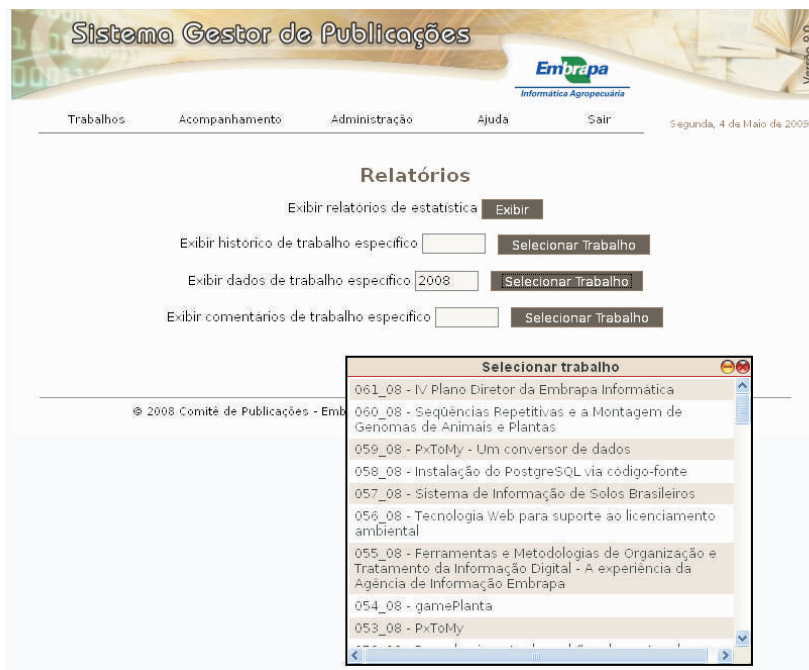 Sistema Gestor de Publicações
Embrapa
Informática Agropecuária
Trabalhos Acompanhamento Administração Ajuda Sair Segunda, 4 de Maio de 2009
Relatórios
Exibir relatórios de estatística Exibir
Exibir histórico de trabalho específico Selecionar Trabalho
Exibir dados de trabalho específico 2008 Selecionar Trabalho
Exibir comentários de trabalho específico Selecionar Trabalho
Selecionar trabalho
061_08 - IV Plano Diretor da Embrapa Informática
060_08 - Seqüências Repetitivas e a Montagem de
Genomas de Animais e Plantas
059_08 - PxToMy - Um conversor de dados
058_08 - Instalação do PostgreSQL via código-fonte
057_08 - Sistema de Informação de Solos Brasileiros
056_08 - Tecnologia Web para suporte ao licenciamento
ambiental
055_08 - Ferramentas e Metodologias de Organização e
Tratamento da Informação Digital - A experiência da
Agência de Informação Embrapa
054_08 - gamePlanta
053_08 - PxToMy
© 2008 Comitê de Publicações - Emb